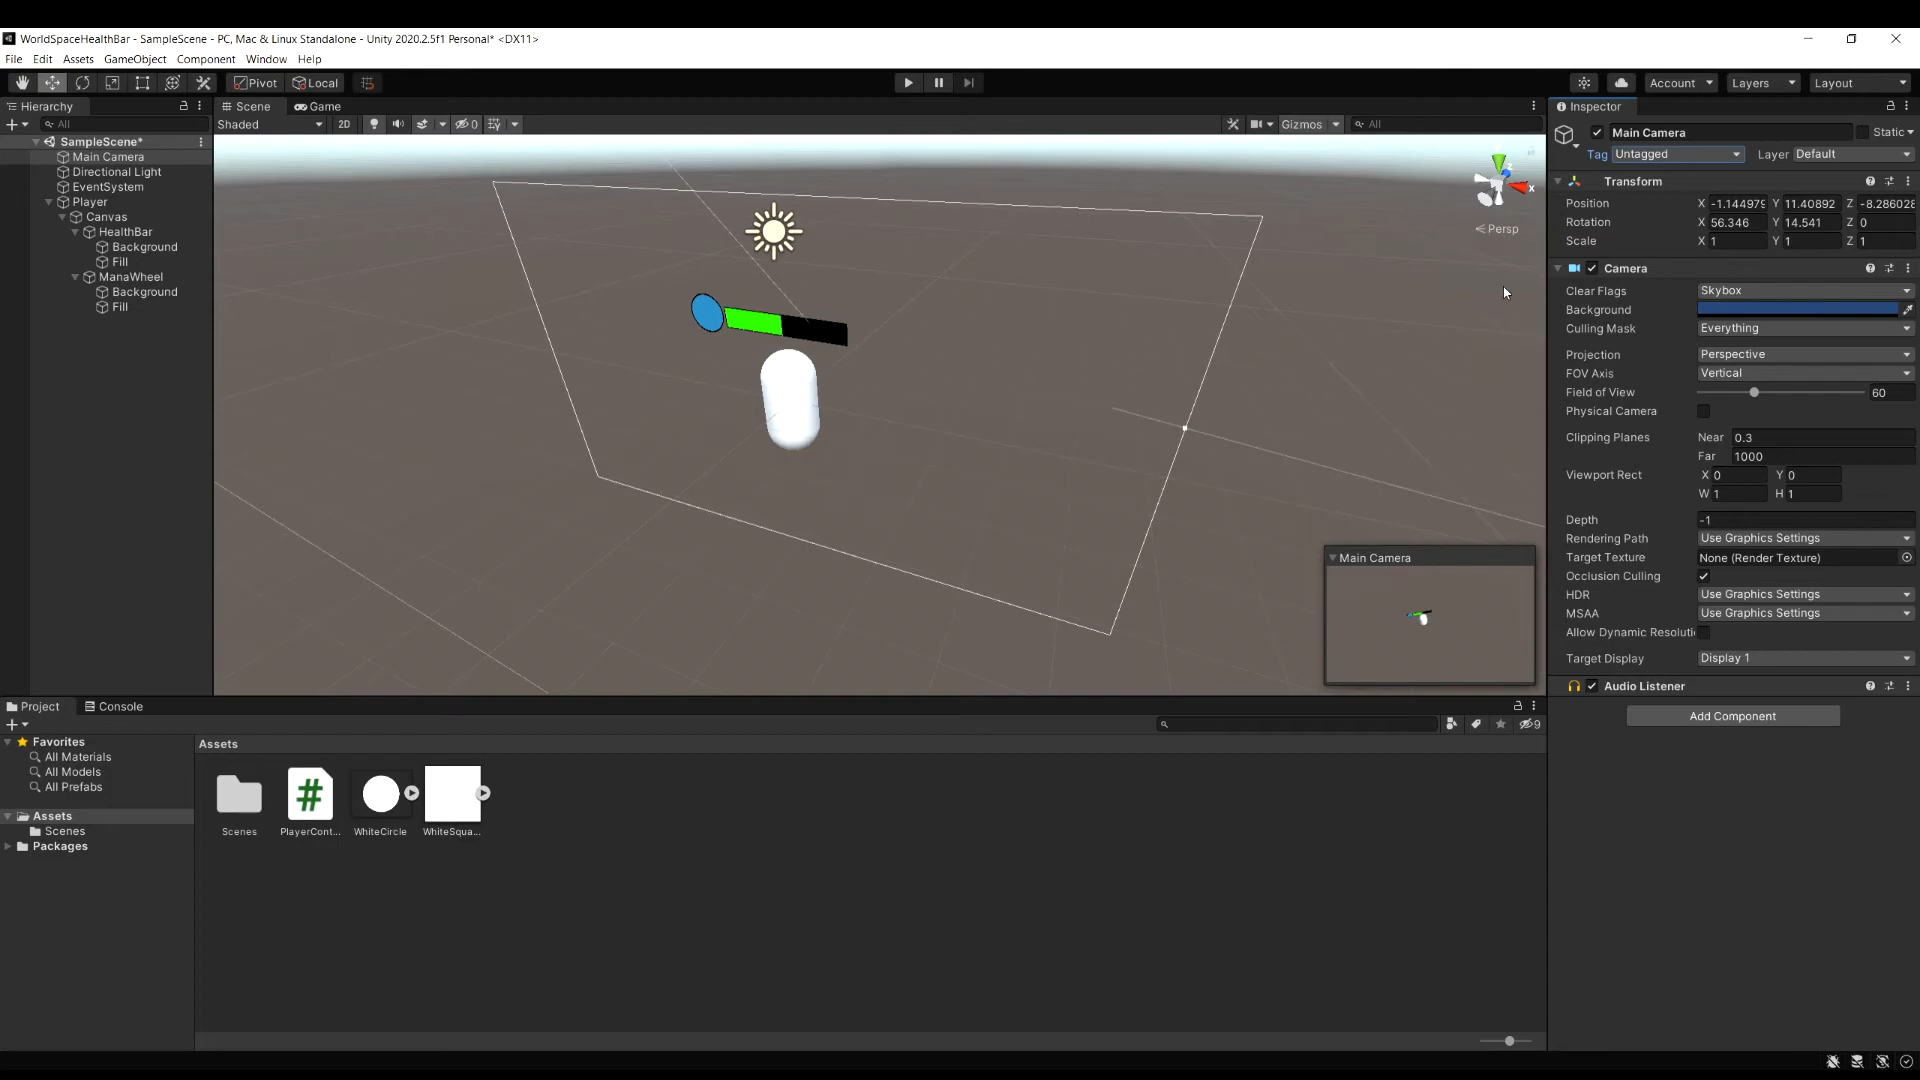 WorldSpaceHealthBar - SampleScene - PC, Mac & Linux Standalone - Unity 2020.2.5f1 Personal* <DX11>
File Edit Assets GameObject Component Window Help
Pivot Local Account Layers Layout
Hierarchy
All
SampleScene*
Main Camera
Directional Light
EventSystem
Player
Canvas
HealthBar
Background
Fill
ManaWheel
Background
Fill
Scene Game
Shaded 2D 0 Gizmos All
x
Persp
Main Camera
Inspector
Main Camera Static
Tag Untagged Layer Default
Transform
Position X -1.144979 Y 11.40892 Z -8.286028
Rotation X 56.346 Y 14.541 Z 0
Scale X 1 Y 1 Z 1
Camera
Clear Flags Skybox
Background
Culling Mask Everything
Projection Perspective
FOV Axis Vertical
Field of View 60
Physical Camera
Clipping Planes Near 0.3
Far 1000
Viewport Rect X 0 Y 0
W 1 H 1
Depth -1
Rendering Path Use Graphics Settings
Target Texture None (Render Texture)
Occlusion Culling
HDR Use Graphics Settings
MSAA Use Graphics Settings
Allow Dynamic Resoluti
Target Display Display 1
Audio Listener
Add Component
Project Console
9
Favorites
All Materials
All Models
All Prefabs
Assets
Scenes
Packages
Assets
Scenes PlayerCont... WhiteCircle WhiteSqua...